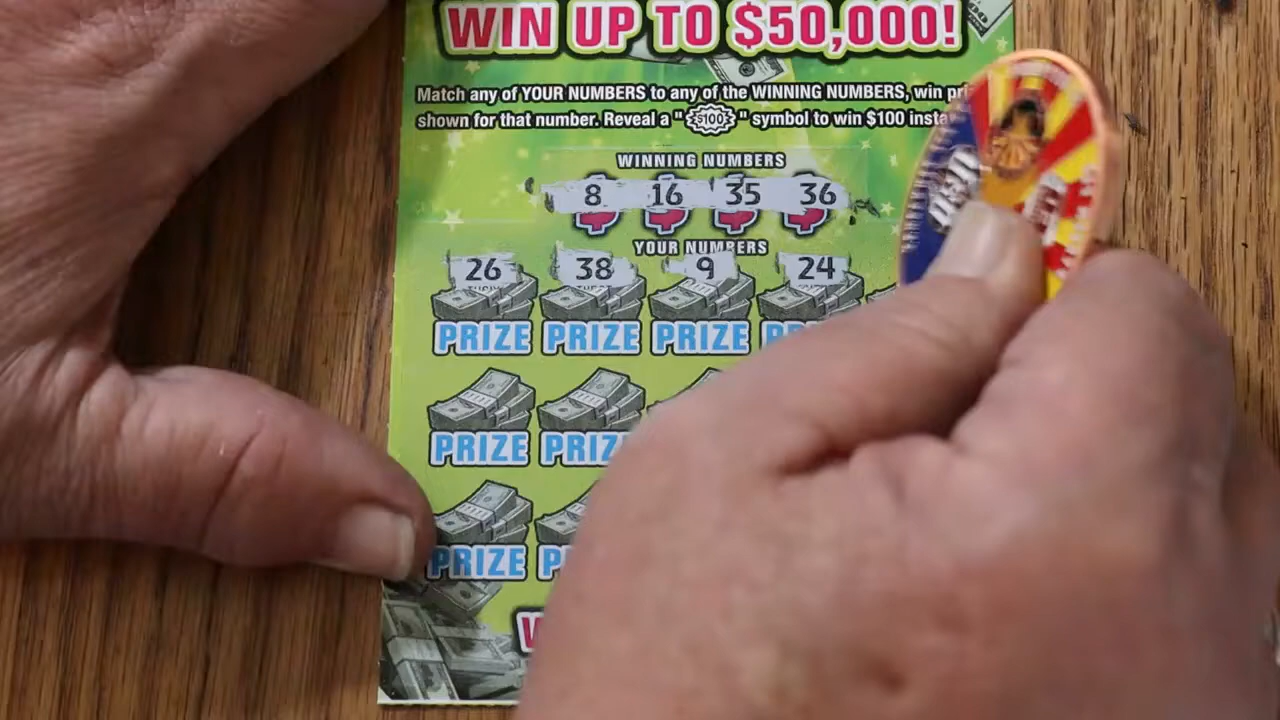 WIN UP TO $50,000!
Match any of YOUR NUMBERS to any of the WINNING NUMBERS, win
shown for that number. Reveal a " $100 " symbol to win $100
WINNING NUMBERS
8 16 35 36
YOUR NUMBERS
26 38 9 24
PRIZE PRIZE PRIZE
PRIZE
PRIZE